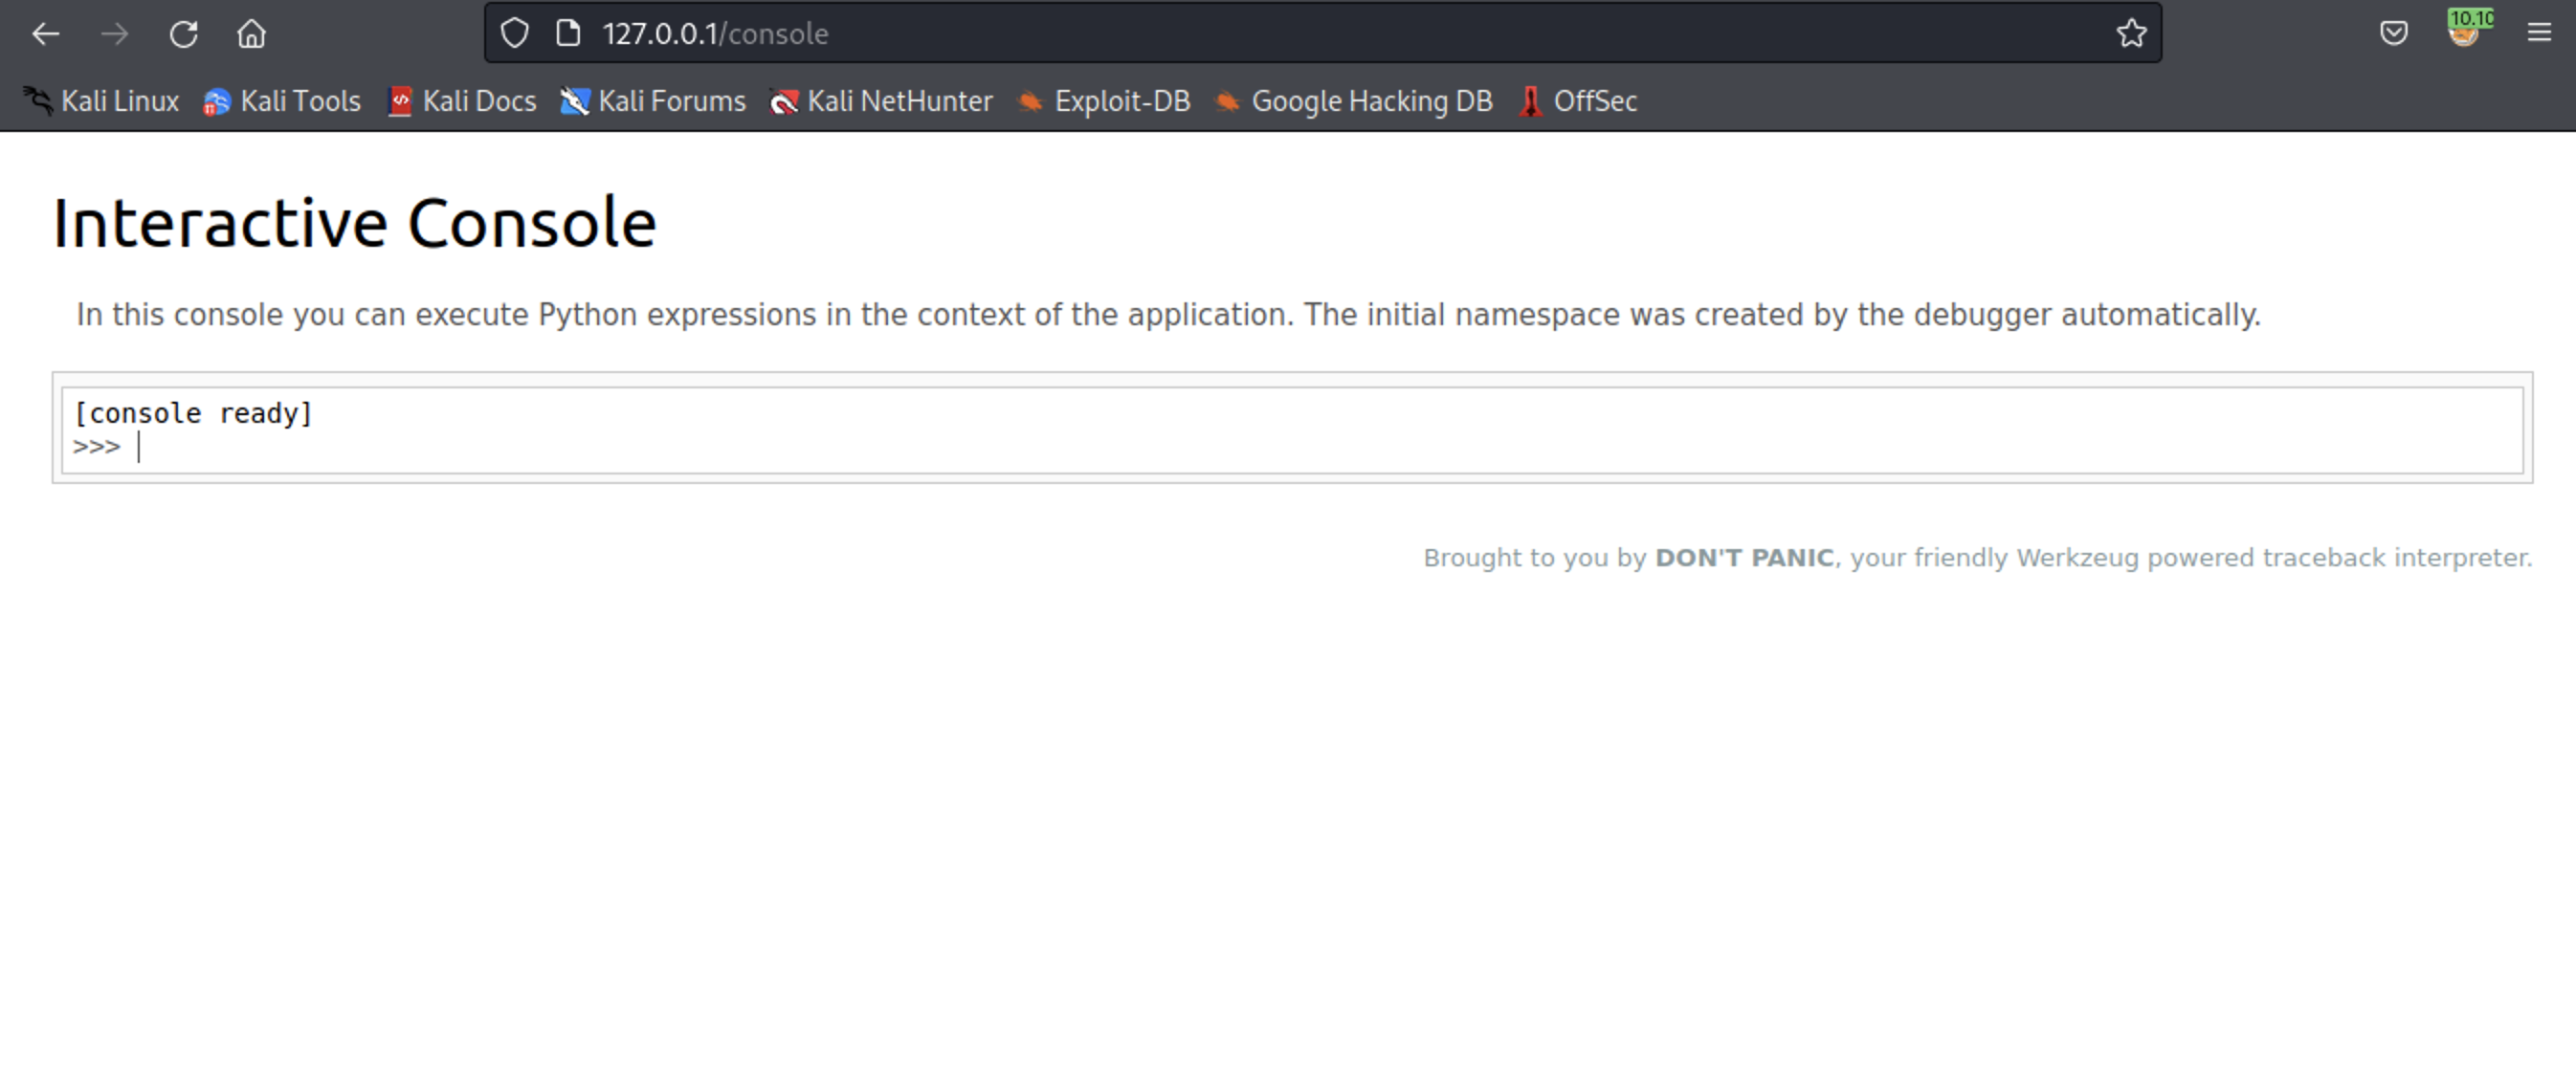 127.0.0.1/console
10.10
Kali Linux Kali Tools Kali Docs Kali Forums Kali NetHunter Exploit-DB Google Hacking DB OffSec
Interactive Console
In this console you can execute Python expressions in the context of the application. The initial namespace was created by the debugger automatically.
[console ready]
>>>
Brought to you by DON'T PANIC, your friendly Werkzeug powered traceback interpreter.